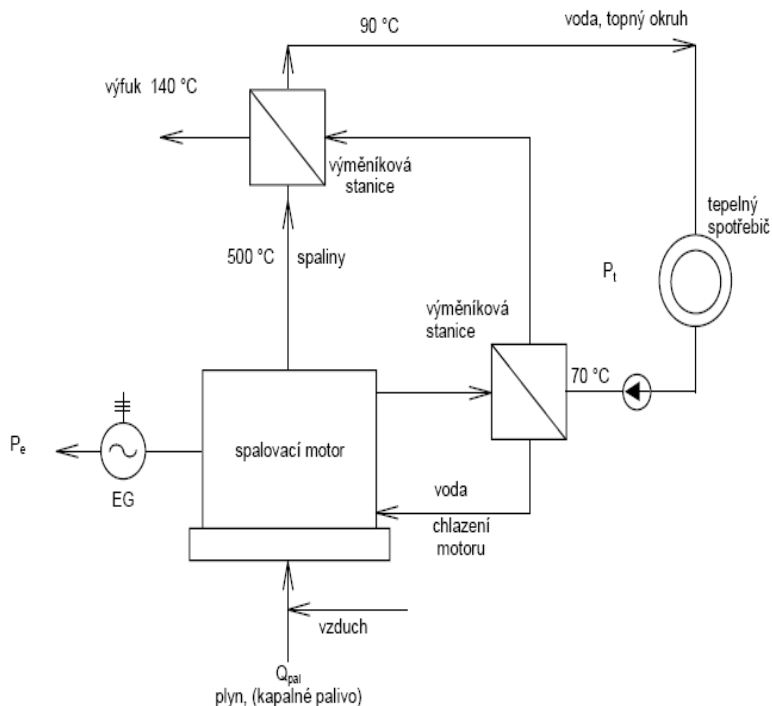 90 °C
voda, topný okruh
výfuk 140 °C
výměníková
stanice
tepelný
spotřebič
500 °C spaliny
Pt
výměníková
stanice
70 °C
Pe
spalovací motor
EG
voda
chlazení
motoru
vzduch
Qpal
plyn, (kapalné palivo)